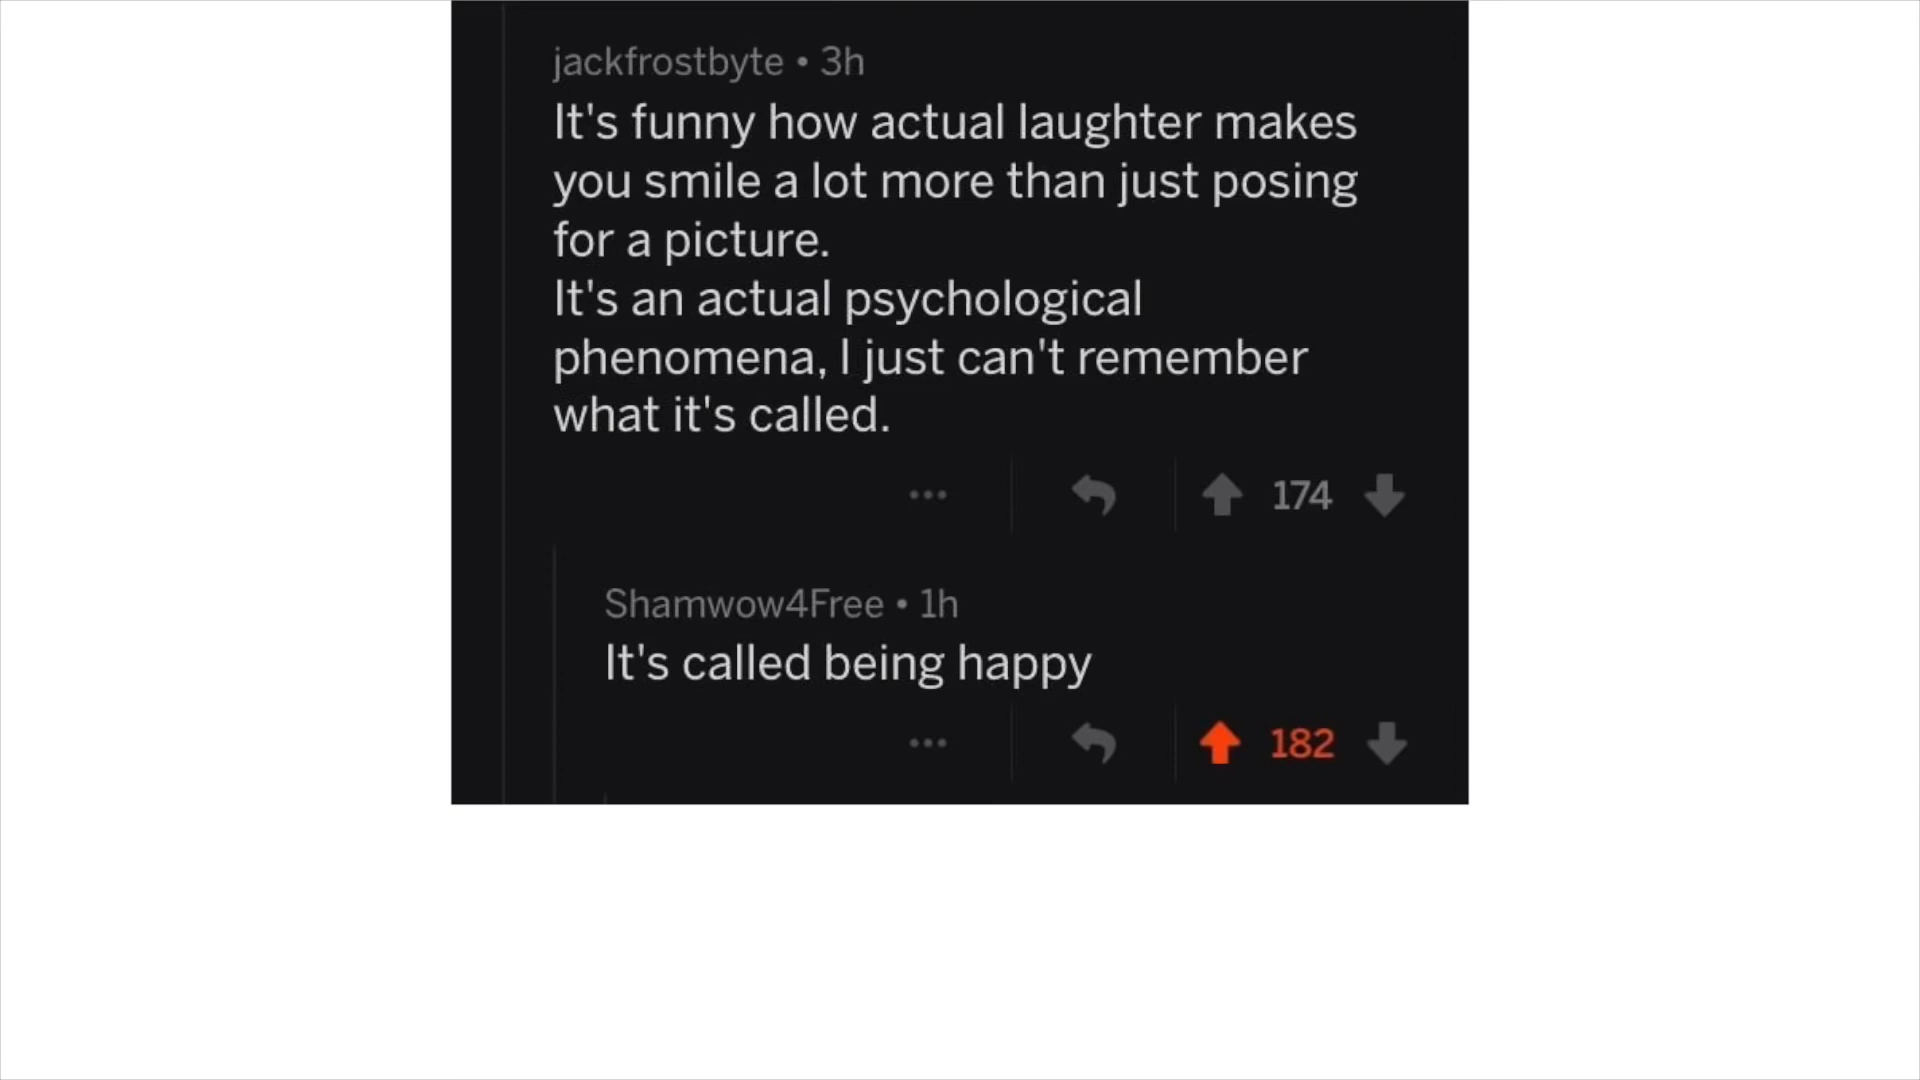 jackfrostbyte • 3h
It's funny how actual laughter makes
you smile a lot more than just posing
for a picture.
It's an actual psychological
phenomena, I just can't remember
what it's called.
174
Shamwow4Free • 1h
It's called being happy
182